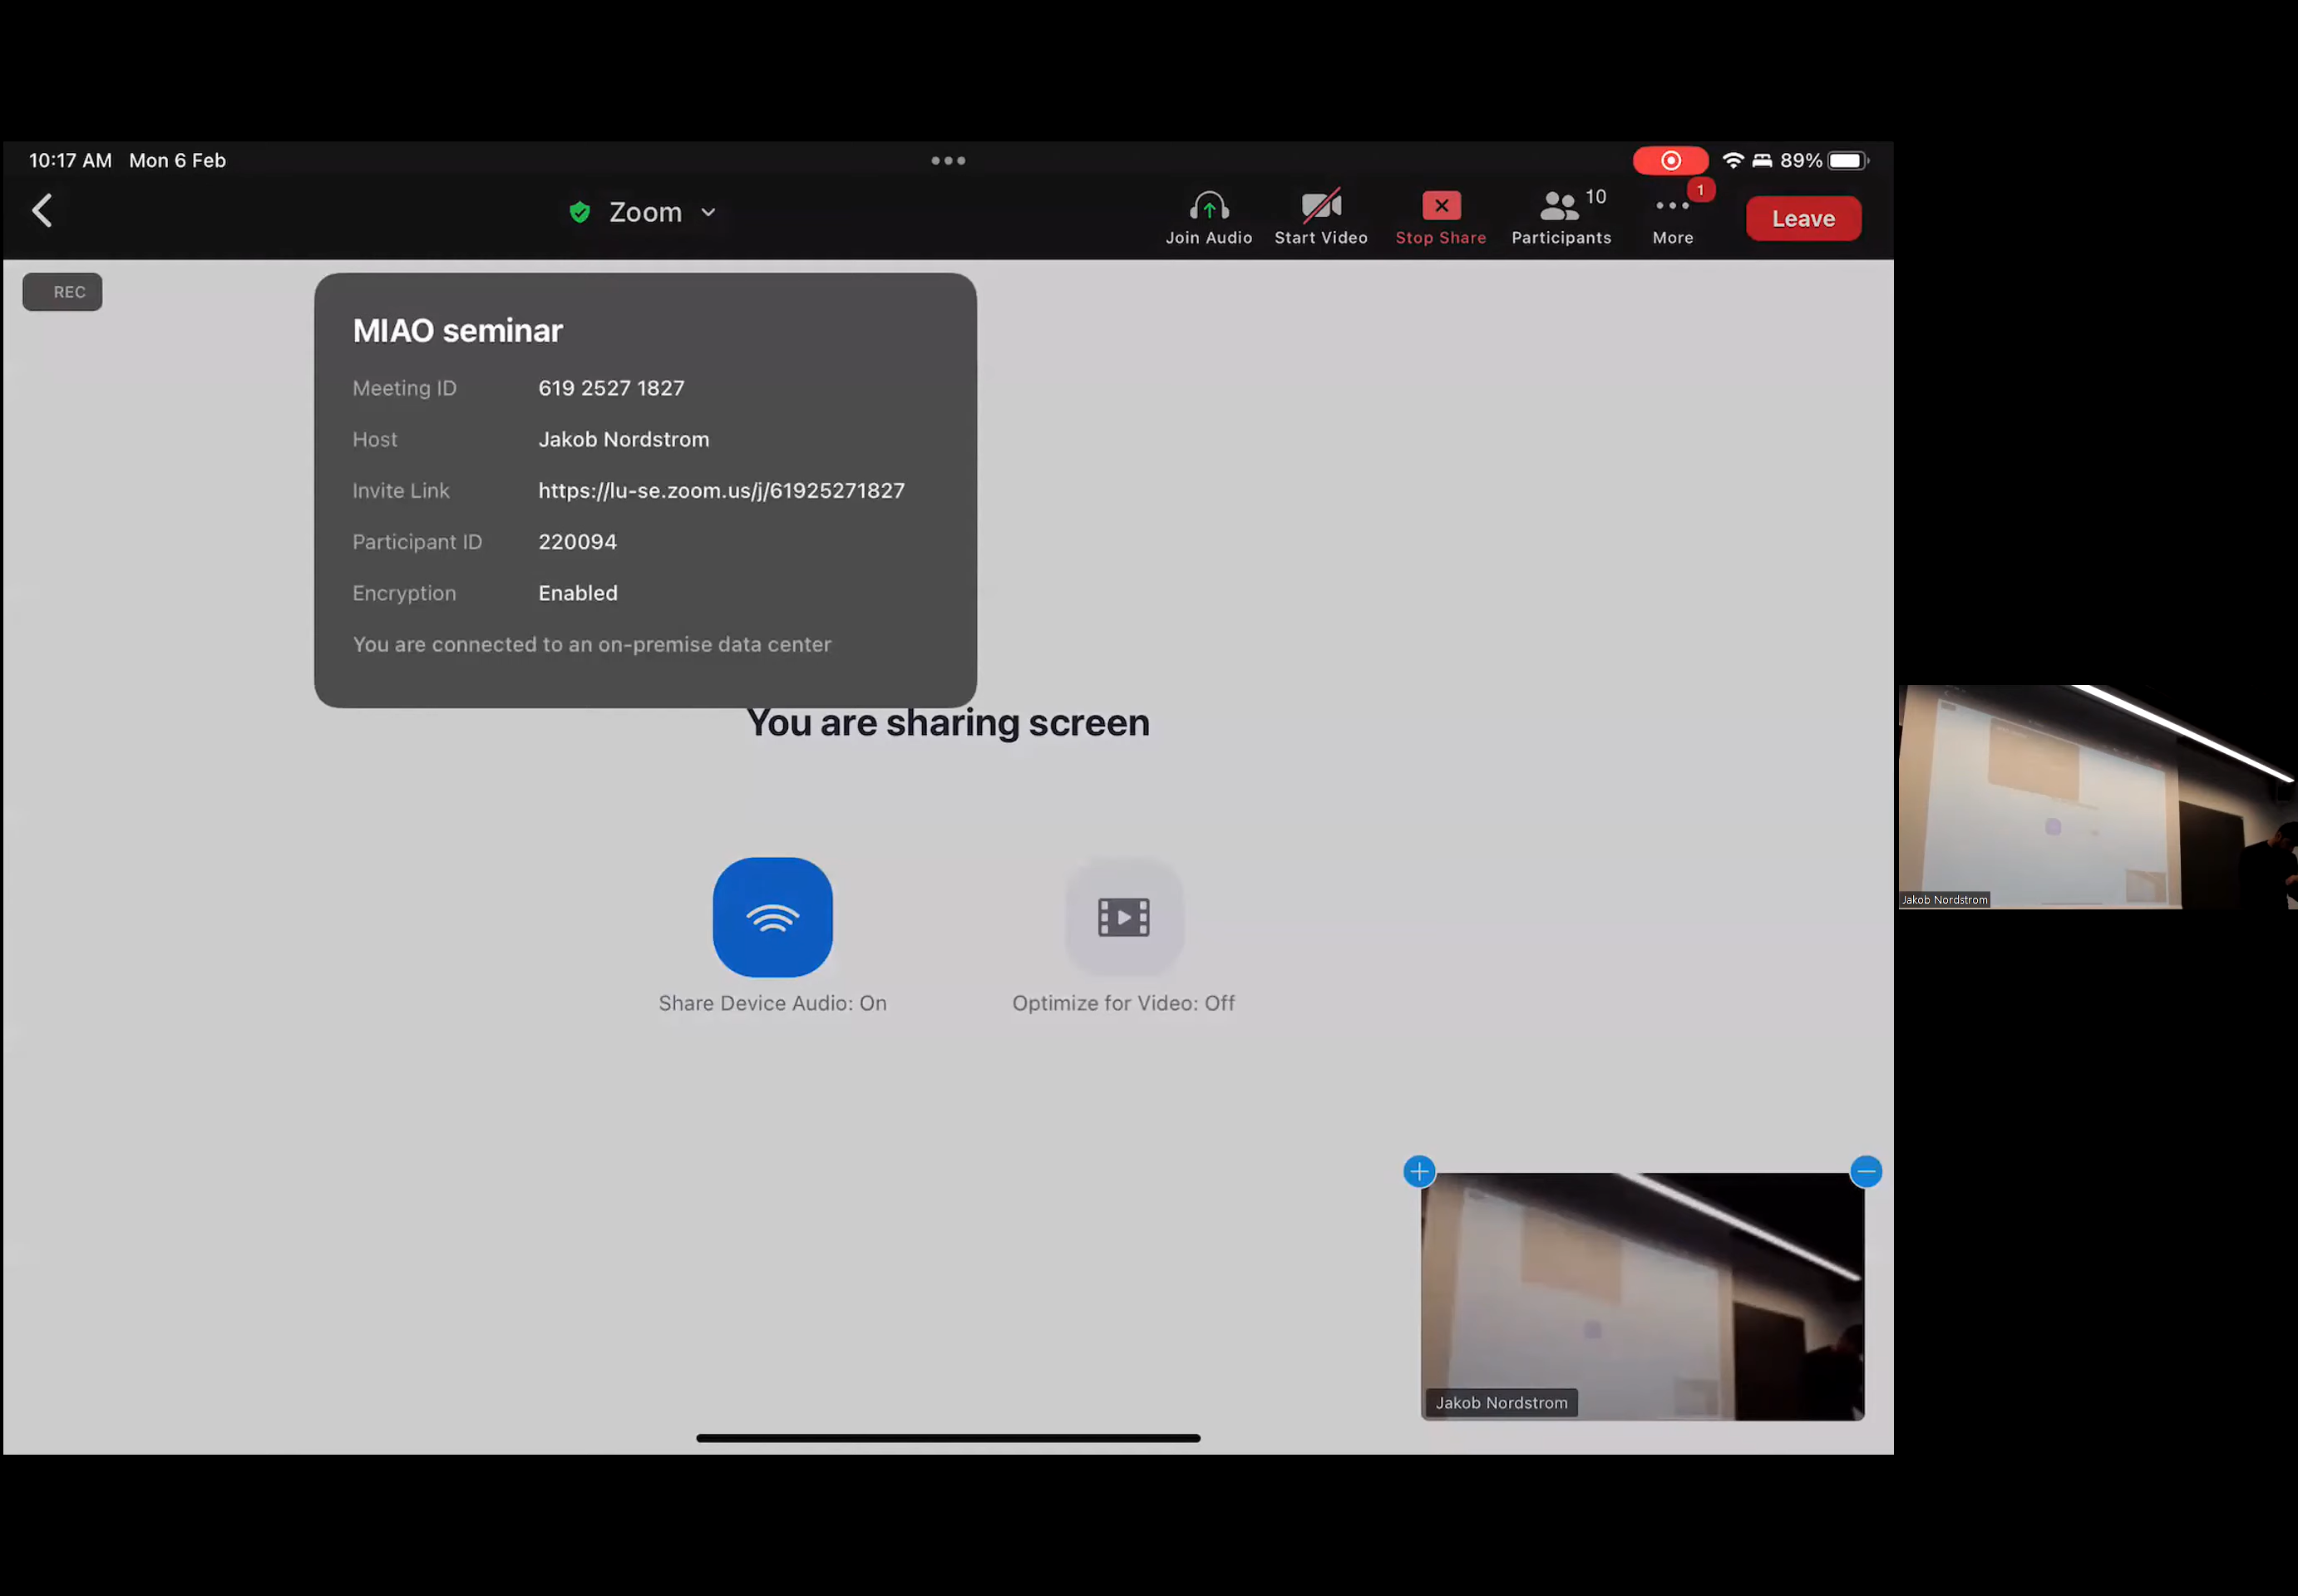 10:17 AM Mon 6 Feb
89%
Zoom
Join Audio
Start Video
Stop Share
10
Participants
1
More
Leave
REC
MIAO seminar
Meeting ID 619 2527 1827
Host Jakob Nordstrom
Invite Link https://lu-se.zoom.us/j/61925271827
Participant ID 220094
Encryption Enabled
You are connected to an on-premise data center
You are sharing screen
Share Device Audio: On
Optimize for Video: Off
Jakob Nordstrom
Jakob Nordstrom